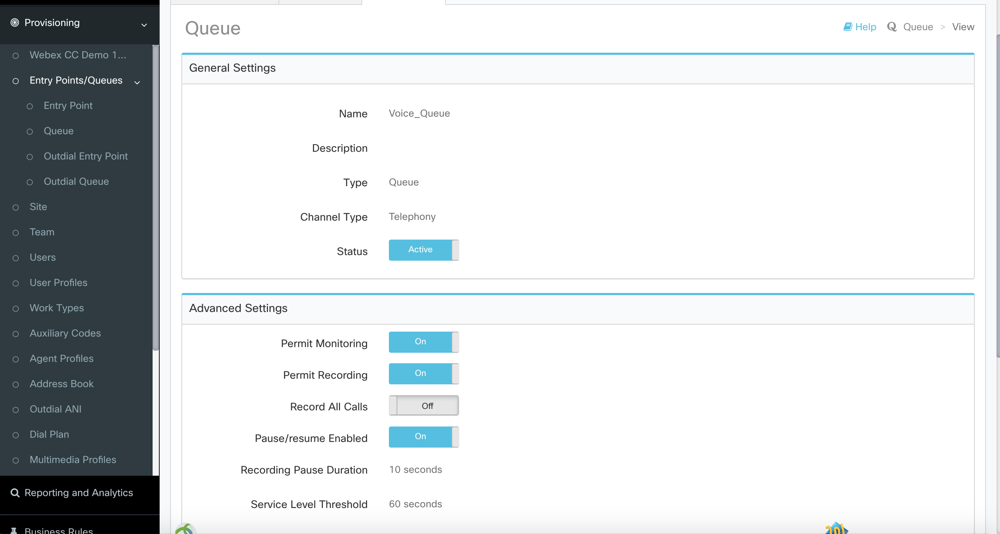 Provisioning
Webex CC Demo 1...
Entry Points/Queues
Entry Point
Queue
Outdial Entry Point
Outdial Queue
Site
Team
Users
User Profiles
Work Types
Auxiliary Codes
Agent Profiles
Address Book
Outdial ANI
Dial Plan
Multimedia Profiles
Reporting and Analytics
Business Rules
Queue
Help Q Queue > View
General Settings
Name Voice_Queue
Description
Type Queue
Channel Type Telephony
Status Active
Advanced Settings
Permit Monitoring On
Permit Recording On
Record All Calls Off
Pause/resume Enabled On
Recording Pause Duration 10 seconds
Service Level Threshold 60 seconds